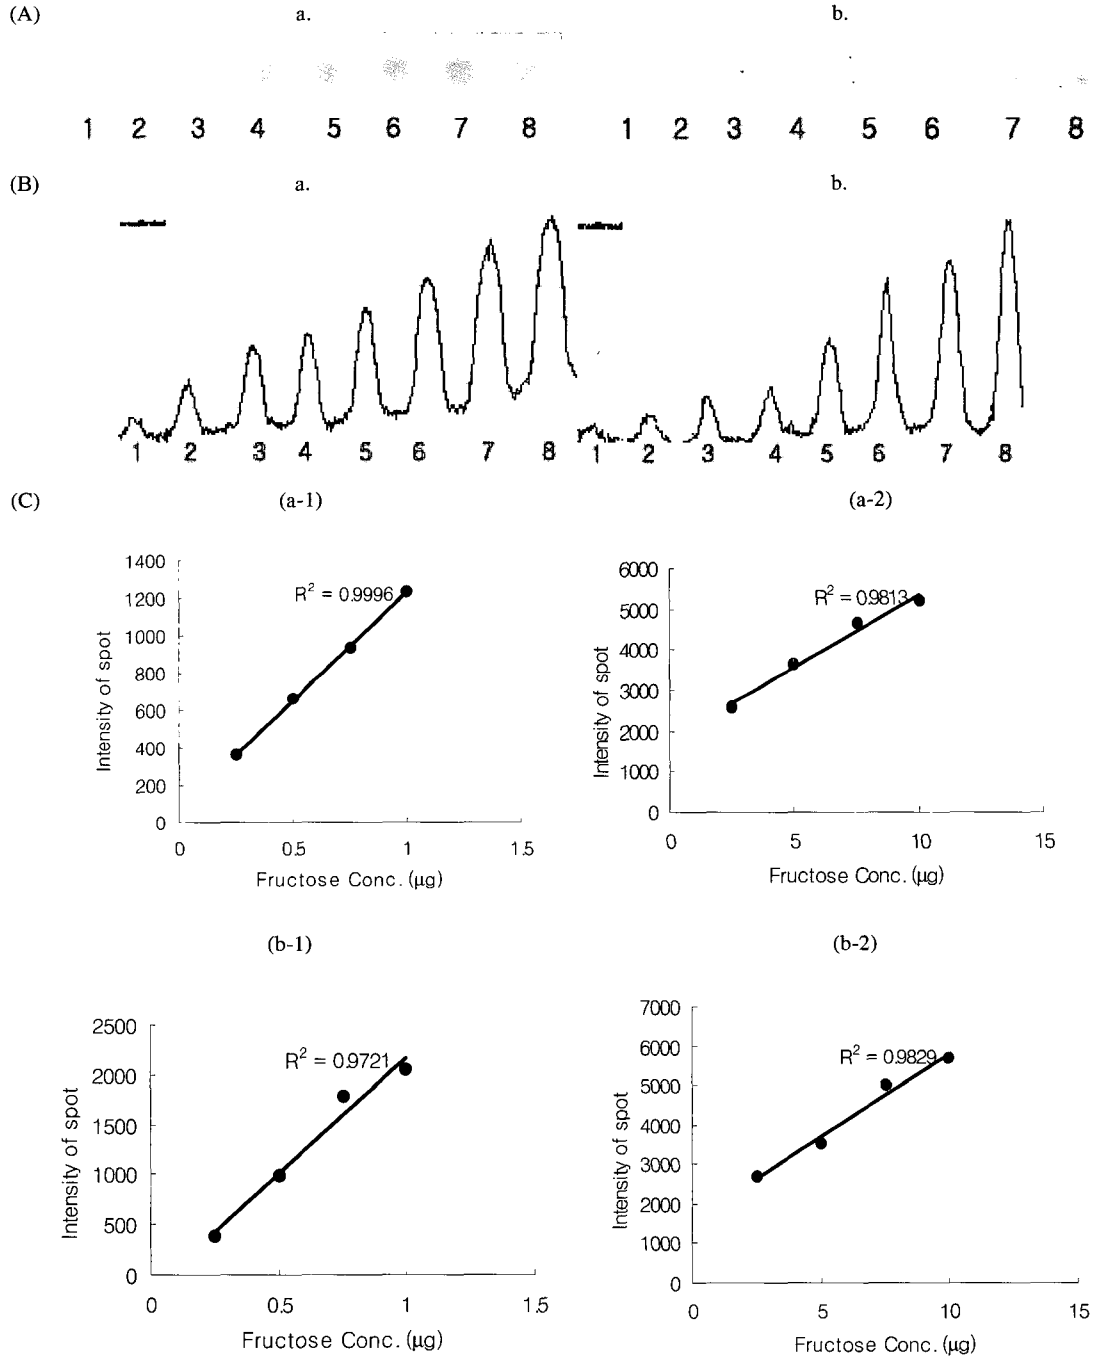 (A) a. b.
1 2 3 4 5 6 7 8 1 2 3 4 5 6 7 8
(B) a. b.
1 2 3 4 5 6 7 8 1 2 3 4 5 6 7 8
(C) (a-1) (a-2)
1400
1200
1000
800
600
400
200
0
R² = 0.9996
Intensity of spot
0 0.5 1 1.5
Fructose Conc. (μg)
6000
5000
4000
3000
2000
1000
0
R² = 0.9813
Intensity of spot
0 5 10 15
Fructose Conc. (μg)
(b-1) (b-2)
2500
2000
1500
1000
500
0
R² = 0.9721
Intensity of spot
0 0.5 1 1.5
Fructose Conc. (μg)
7000
6000
5000
4000
3000
2000
1000
0
R² = 0.9829
Intensity of spot
0 5 10 15
Fructose Conc. (μg)